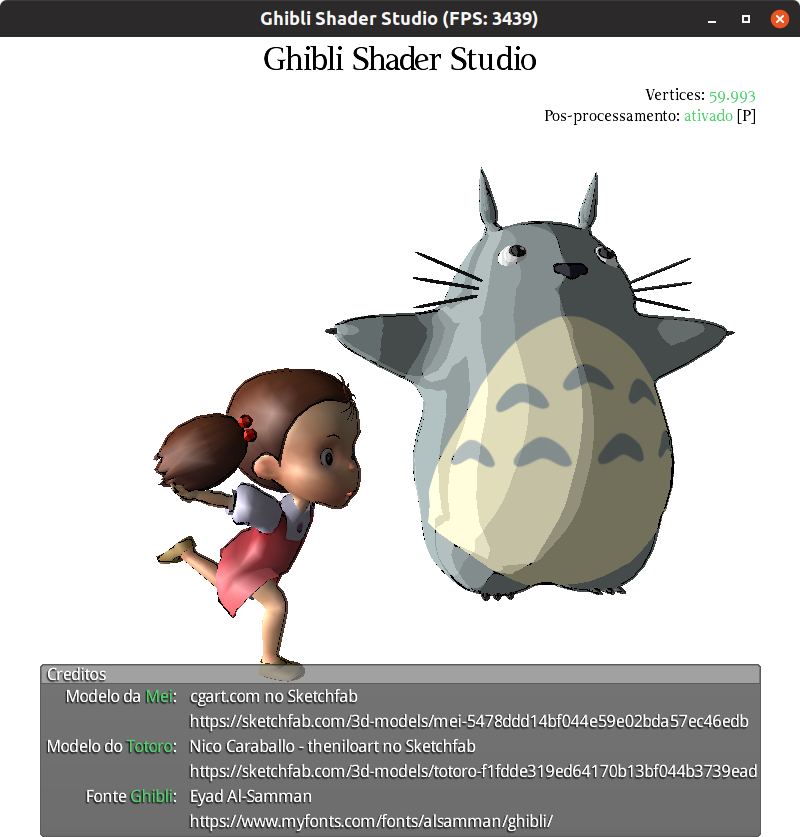 Ghibli Shader Studio (FPS: 3439)
Ghibli Shader Studio
Vertices: 59.993
Pos-processamento: ativado [P]
Creditos
Modelo da Mei: cgart.com no Sketchfab
https://sketchfab.com/3d-models/mei-5478ddd14bf044e59e02bda57ec46edb
Modelo do Totoro: Nico Caraballo - theniloart no Sketchfab
https://sketchfab.com/3d-models/totoro-f1fdde319ed64170b13bf044b3739ead
Fonte Ghibli: Eyad Al-Samman
https://www.myfonts.com/fonts/alsamman/ghibli/